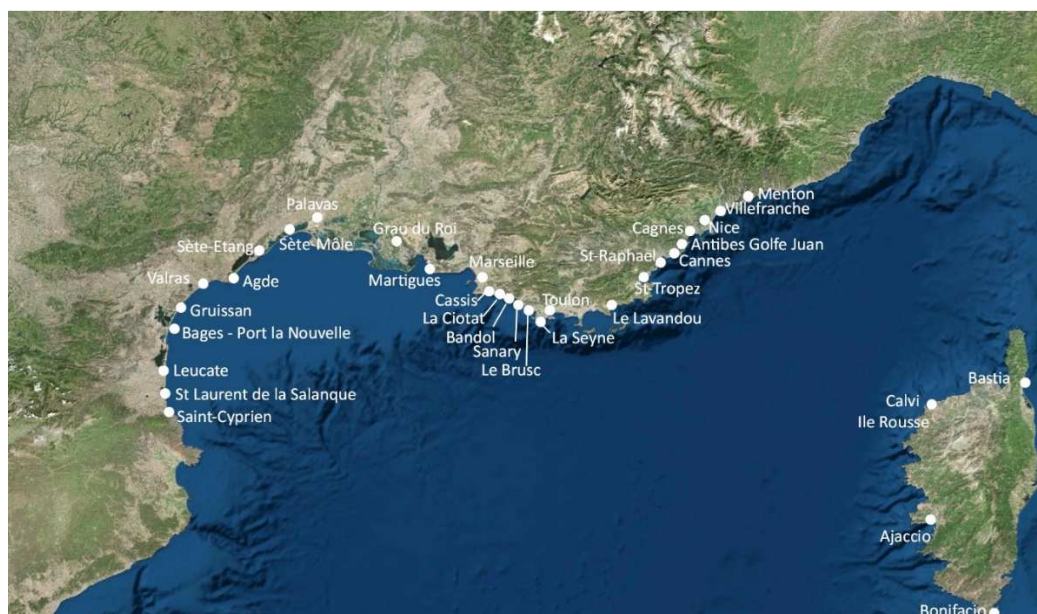 Menton
Villefranche
Palavas
Nice
Cagnes
Grau du Roi
Sète-Môle
Antibes Golfe Juan
Sète-Etang
St-Raphael
Cannes
Marseille
Valras
Agde
Martigues
St-Tropez
Cassis
Gruissan
Toulon
Le Lavandou
La Ciotat
Bages - Port la Nouvelle
Bandol
La Seyne
Sanary
Leucate
Le Brusc
Bastia
St Laurent de la Salanque
Calvi
Saint-Cyprien
Ile Rousse
Ajaccio
Bonifacio